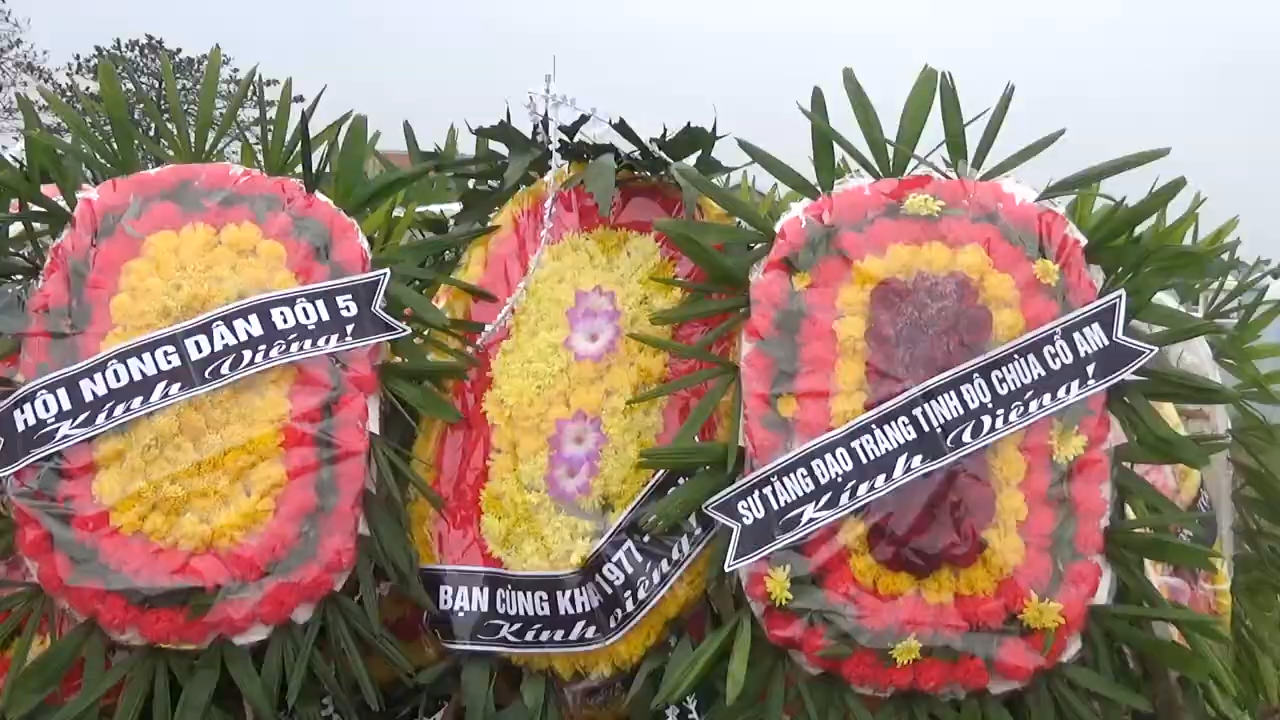 HỘI NÔNG DÂN ĐỘI 5
Kính Viếng!
BẠN CÙNG KHÓA 1977 -
Kính viếng!
SƯ TĂNG ĐẠO TRÀNG TỊNH ĐỘ CHÙA CỔ AM
Kính Viếng!